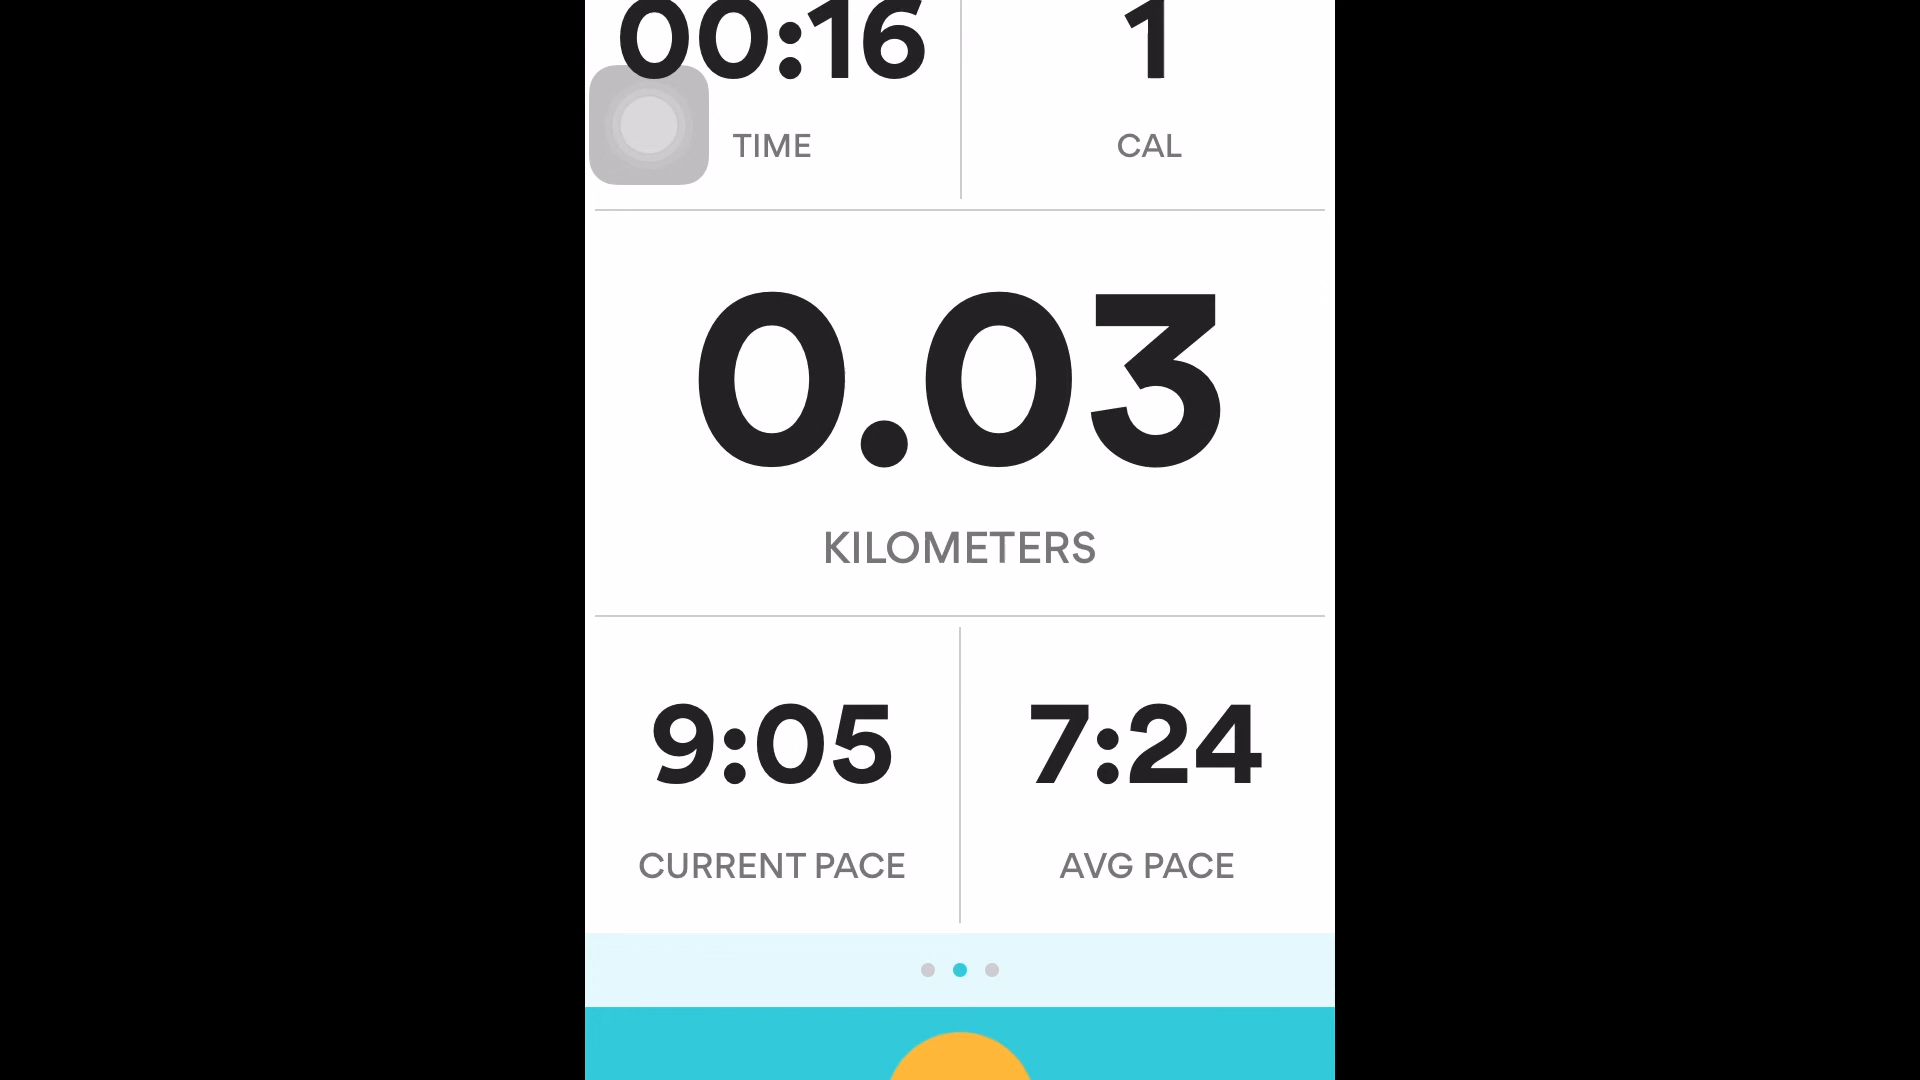 00:16 1
TIME CAL
0.03
KILOMETERS
9:05 7:24
CURRENT PACE AVG PACE